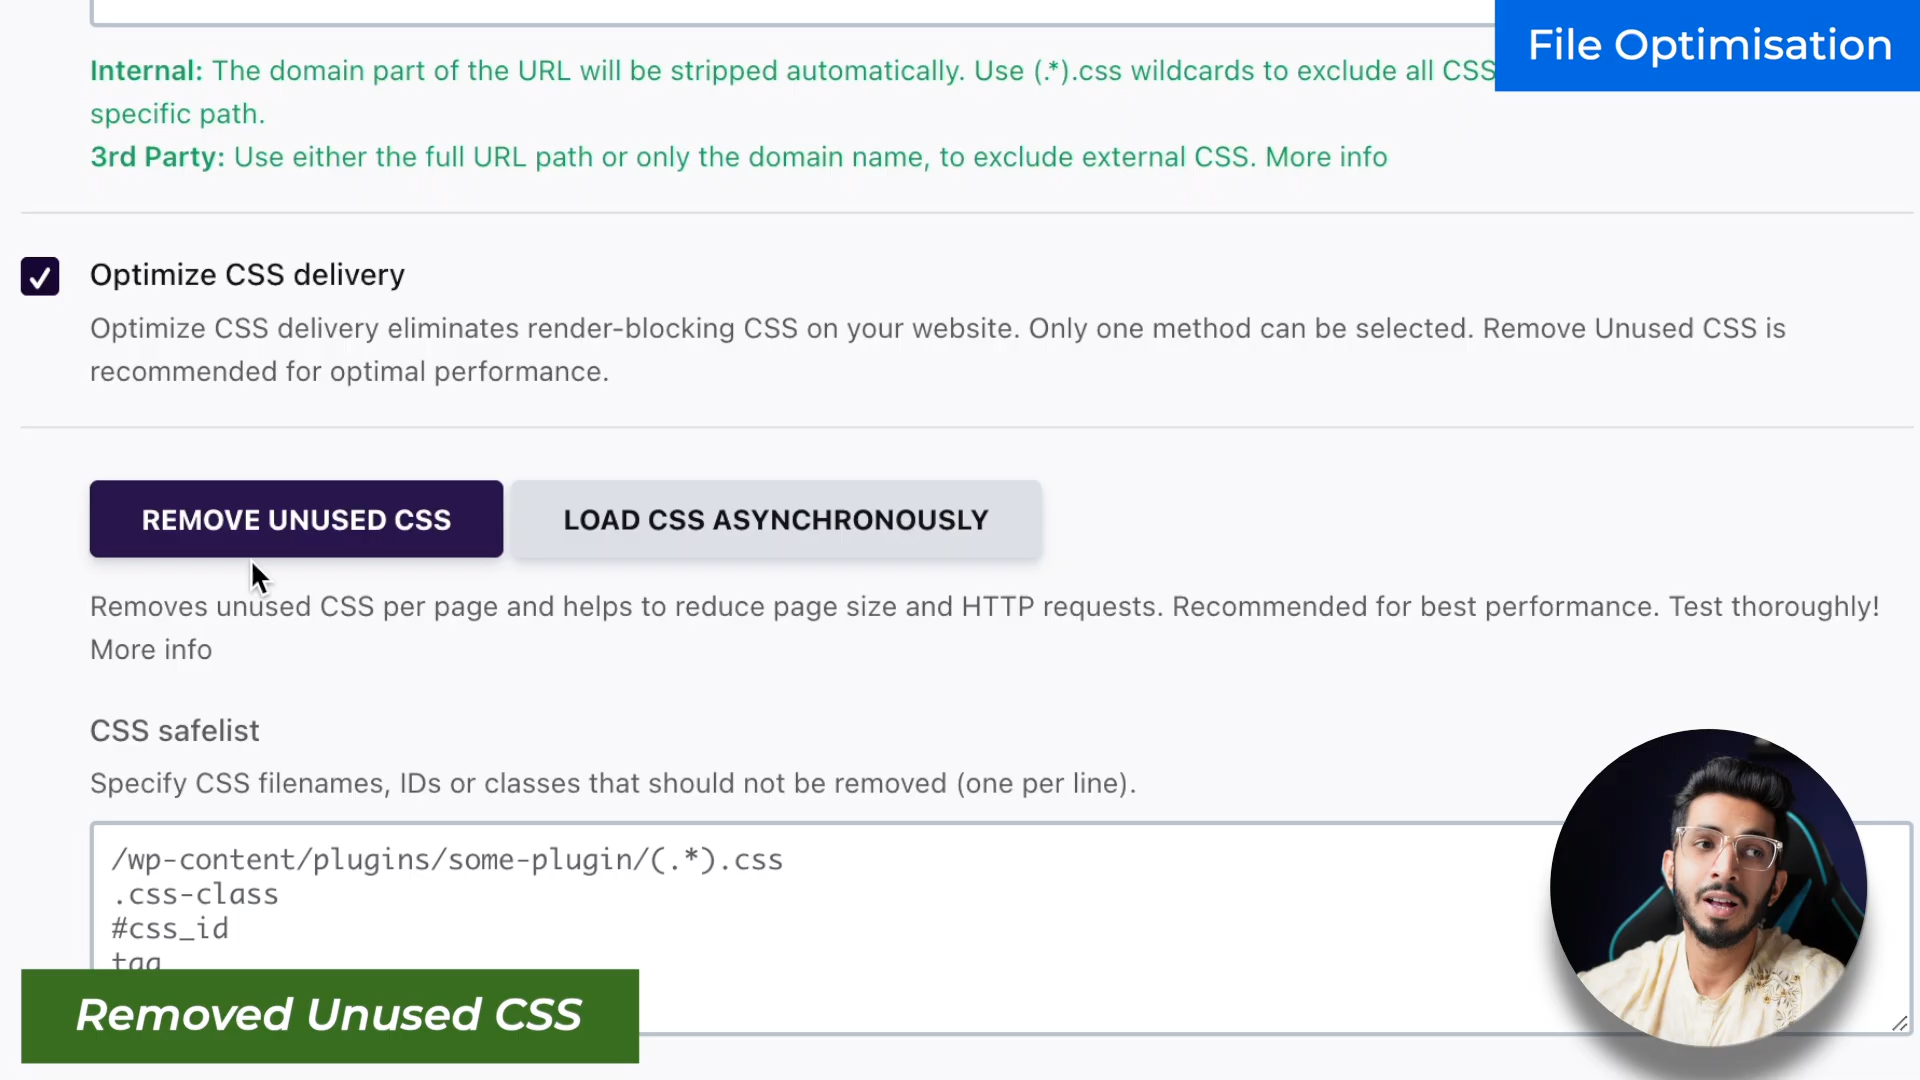 File Optimisation
Internal: The domain part of the URL will be stripped automatically. Use (.*).css wildcards to exclude all CSS
specific path.
3rd Party: Use either the full URL path or only the domain name, to exclude external CSS. More info
Optimize CSS delivery
Optimize CSS delivery eliminates render-blocking CSS on your website. Only one method can be selected. Remove Unused CSS is
recommended for optimal performance.
REMOVE UNUSED CSS
LOAD CSS ASYNCHRONOUSLY
Removes unused CSS per page and helps to reduce page size and HTTP requests. Recommended for best performance. Test thoroughly!
More info
CSS safelist
Specify CSS filenames, IDs or classes that should not be removed (one per line).
/wp-content/plugins/some-plugin/(.*).css
.css-class
#css_id
tag
Removed Unused CSS